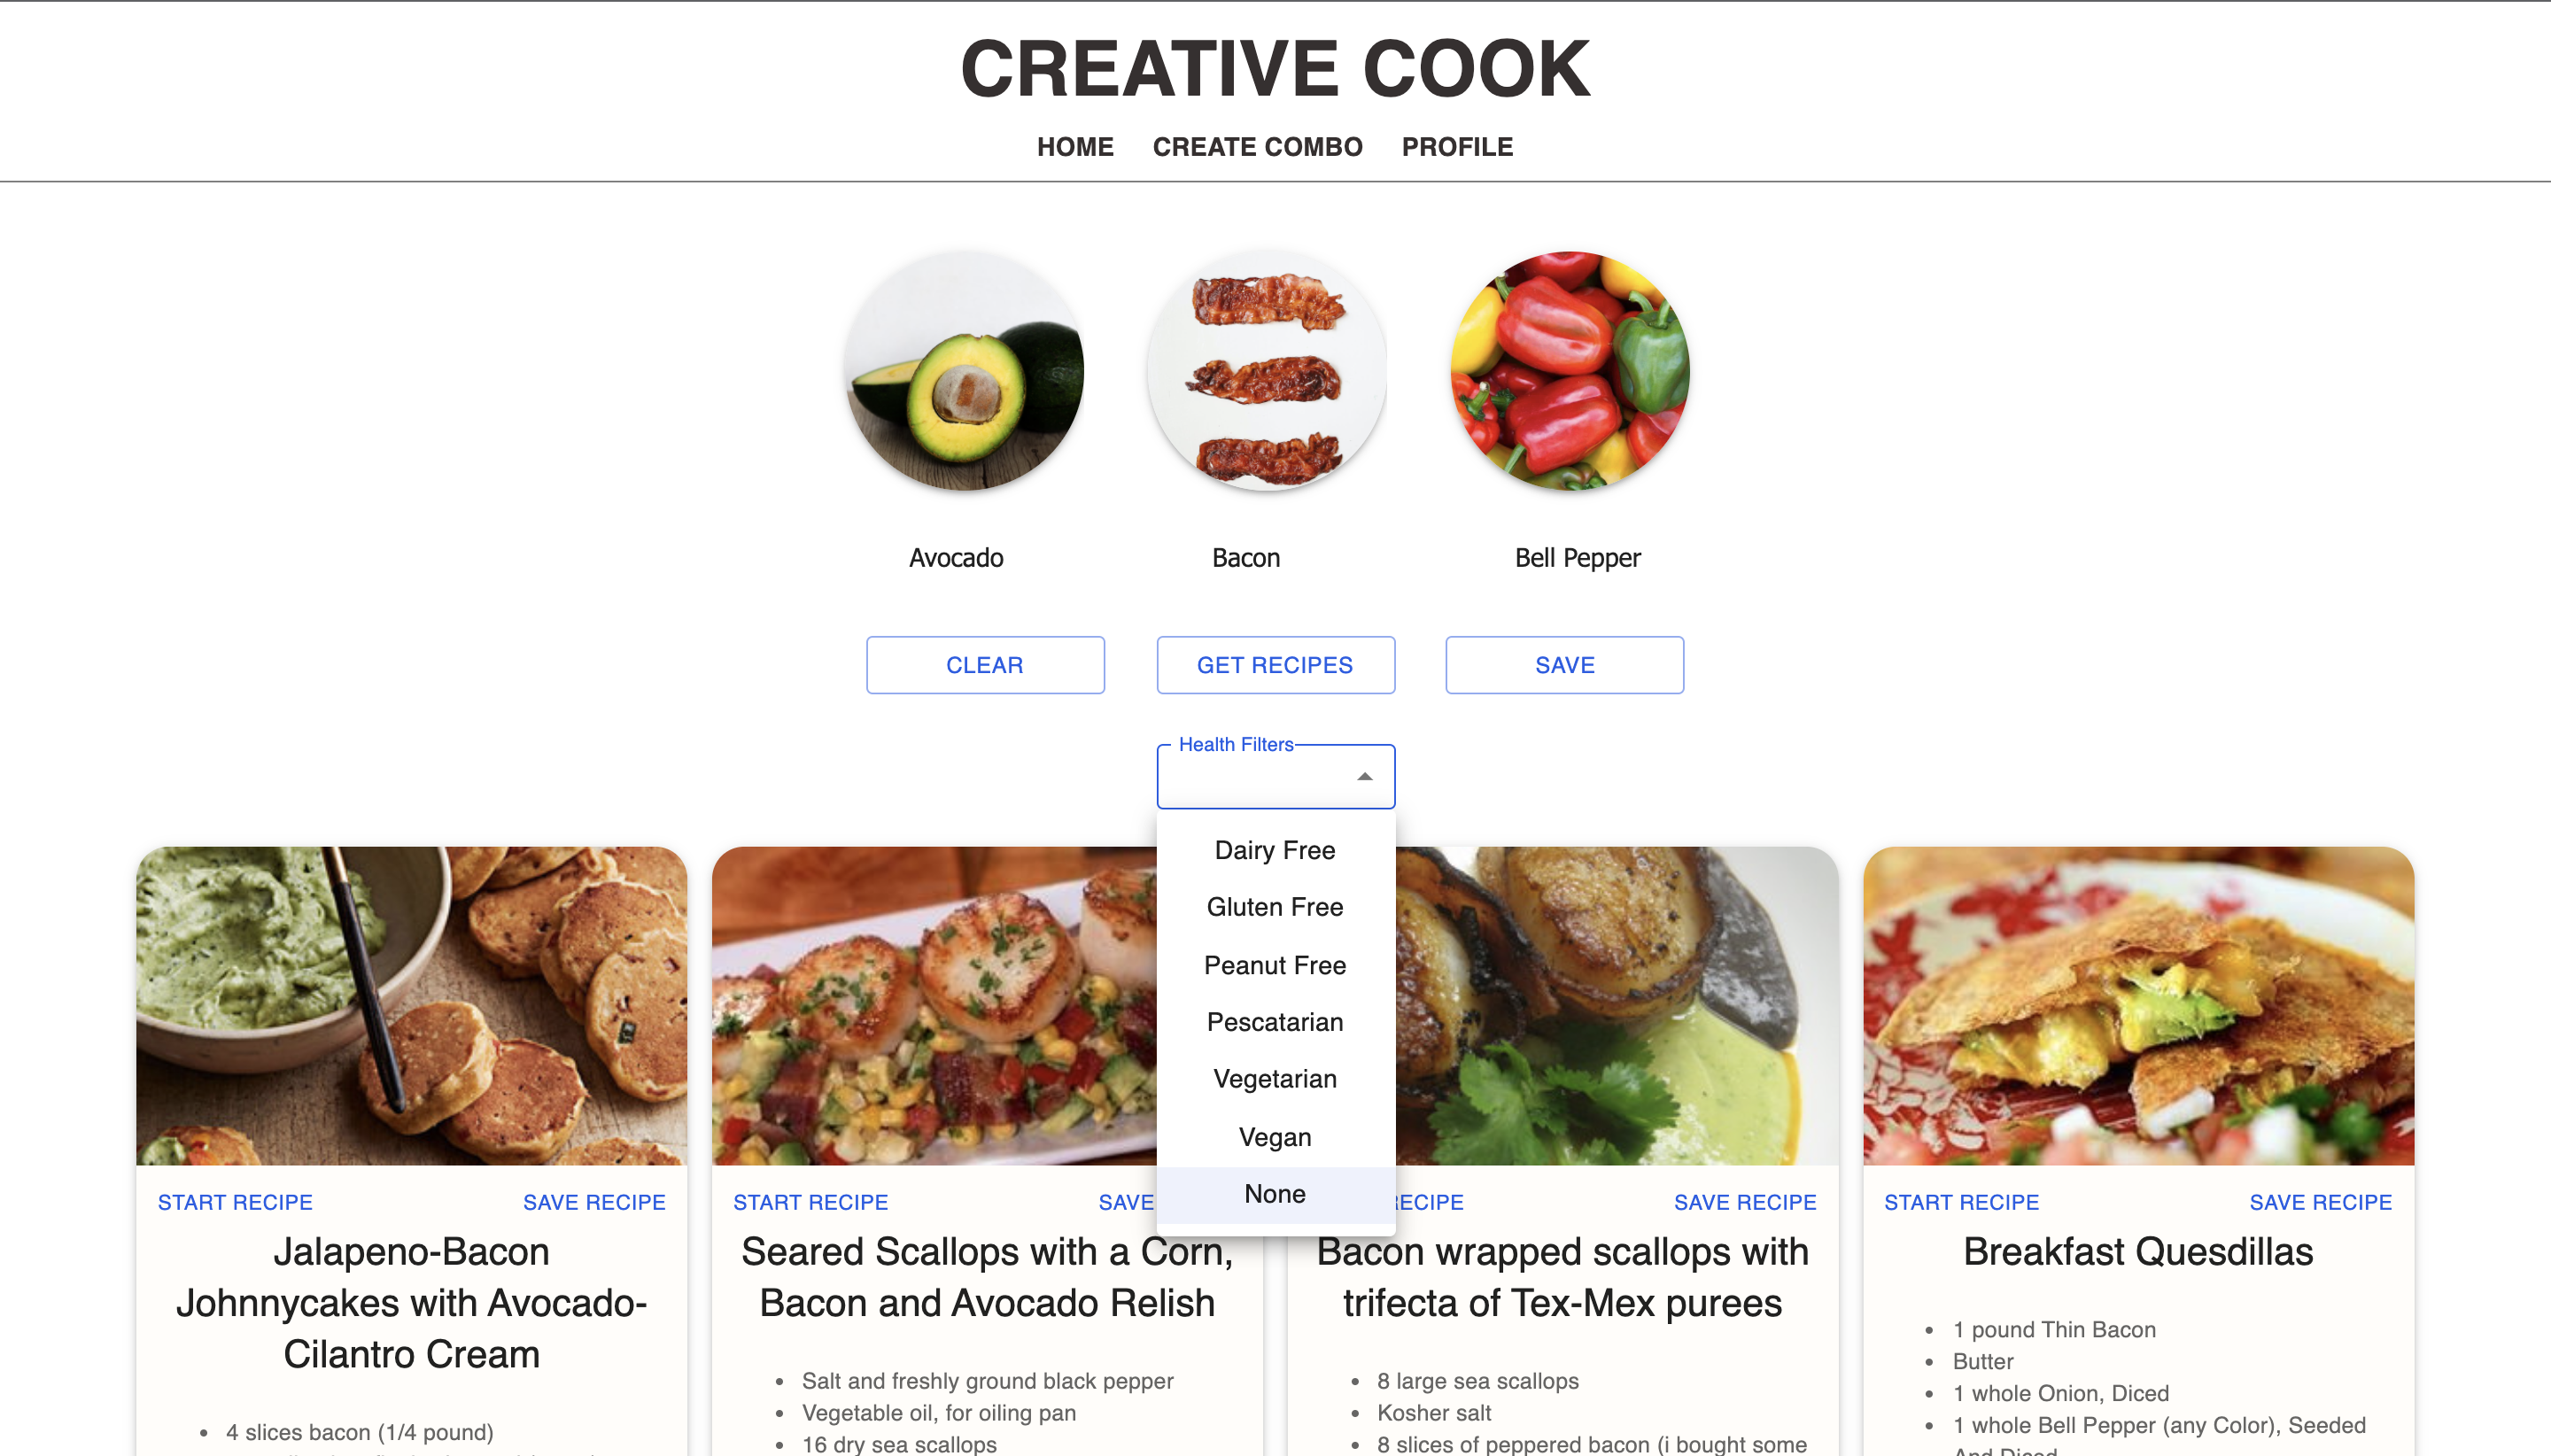 CREATIVE COOK
HOME CREATE COMBO PROFILE
Avocado Bacon Bell Pepper
CLEAR GET RECIPES SAVE
Health Filters
Dairy Free
Gluten Free
Peanut Free
Pescatarian
Vegetarian
Vegan
None
START RECIPE SAVE RECIPE
Jalapeno-Bacon
Johnnycakes with Avocado-
Cilantro Cream
4 slices bacon (1/4 pound)
START RECIPE SAVE
Seared Scallops with a Corn,
Bacon and Avocado Relish
Salt and freshly ground black pepper
Vegetable oil, for oiling pan
16 dry sea scallops
RECIPE SAVE RECIPE
Bacon wrapped scallops with
trifecta of Tex-Mex purees
8 large sea scallops
Kosher salt
8 slices of peppered bacon (i bought some
START RECIPE SAVE RECIPE
Breakfast Quesdillas
1 pound Thin Bacon
Butter
1 whole Onion, Diced
1 whole Bell Pepper (any Color), Seeded
And Diced